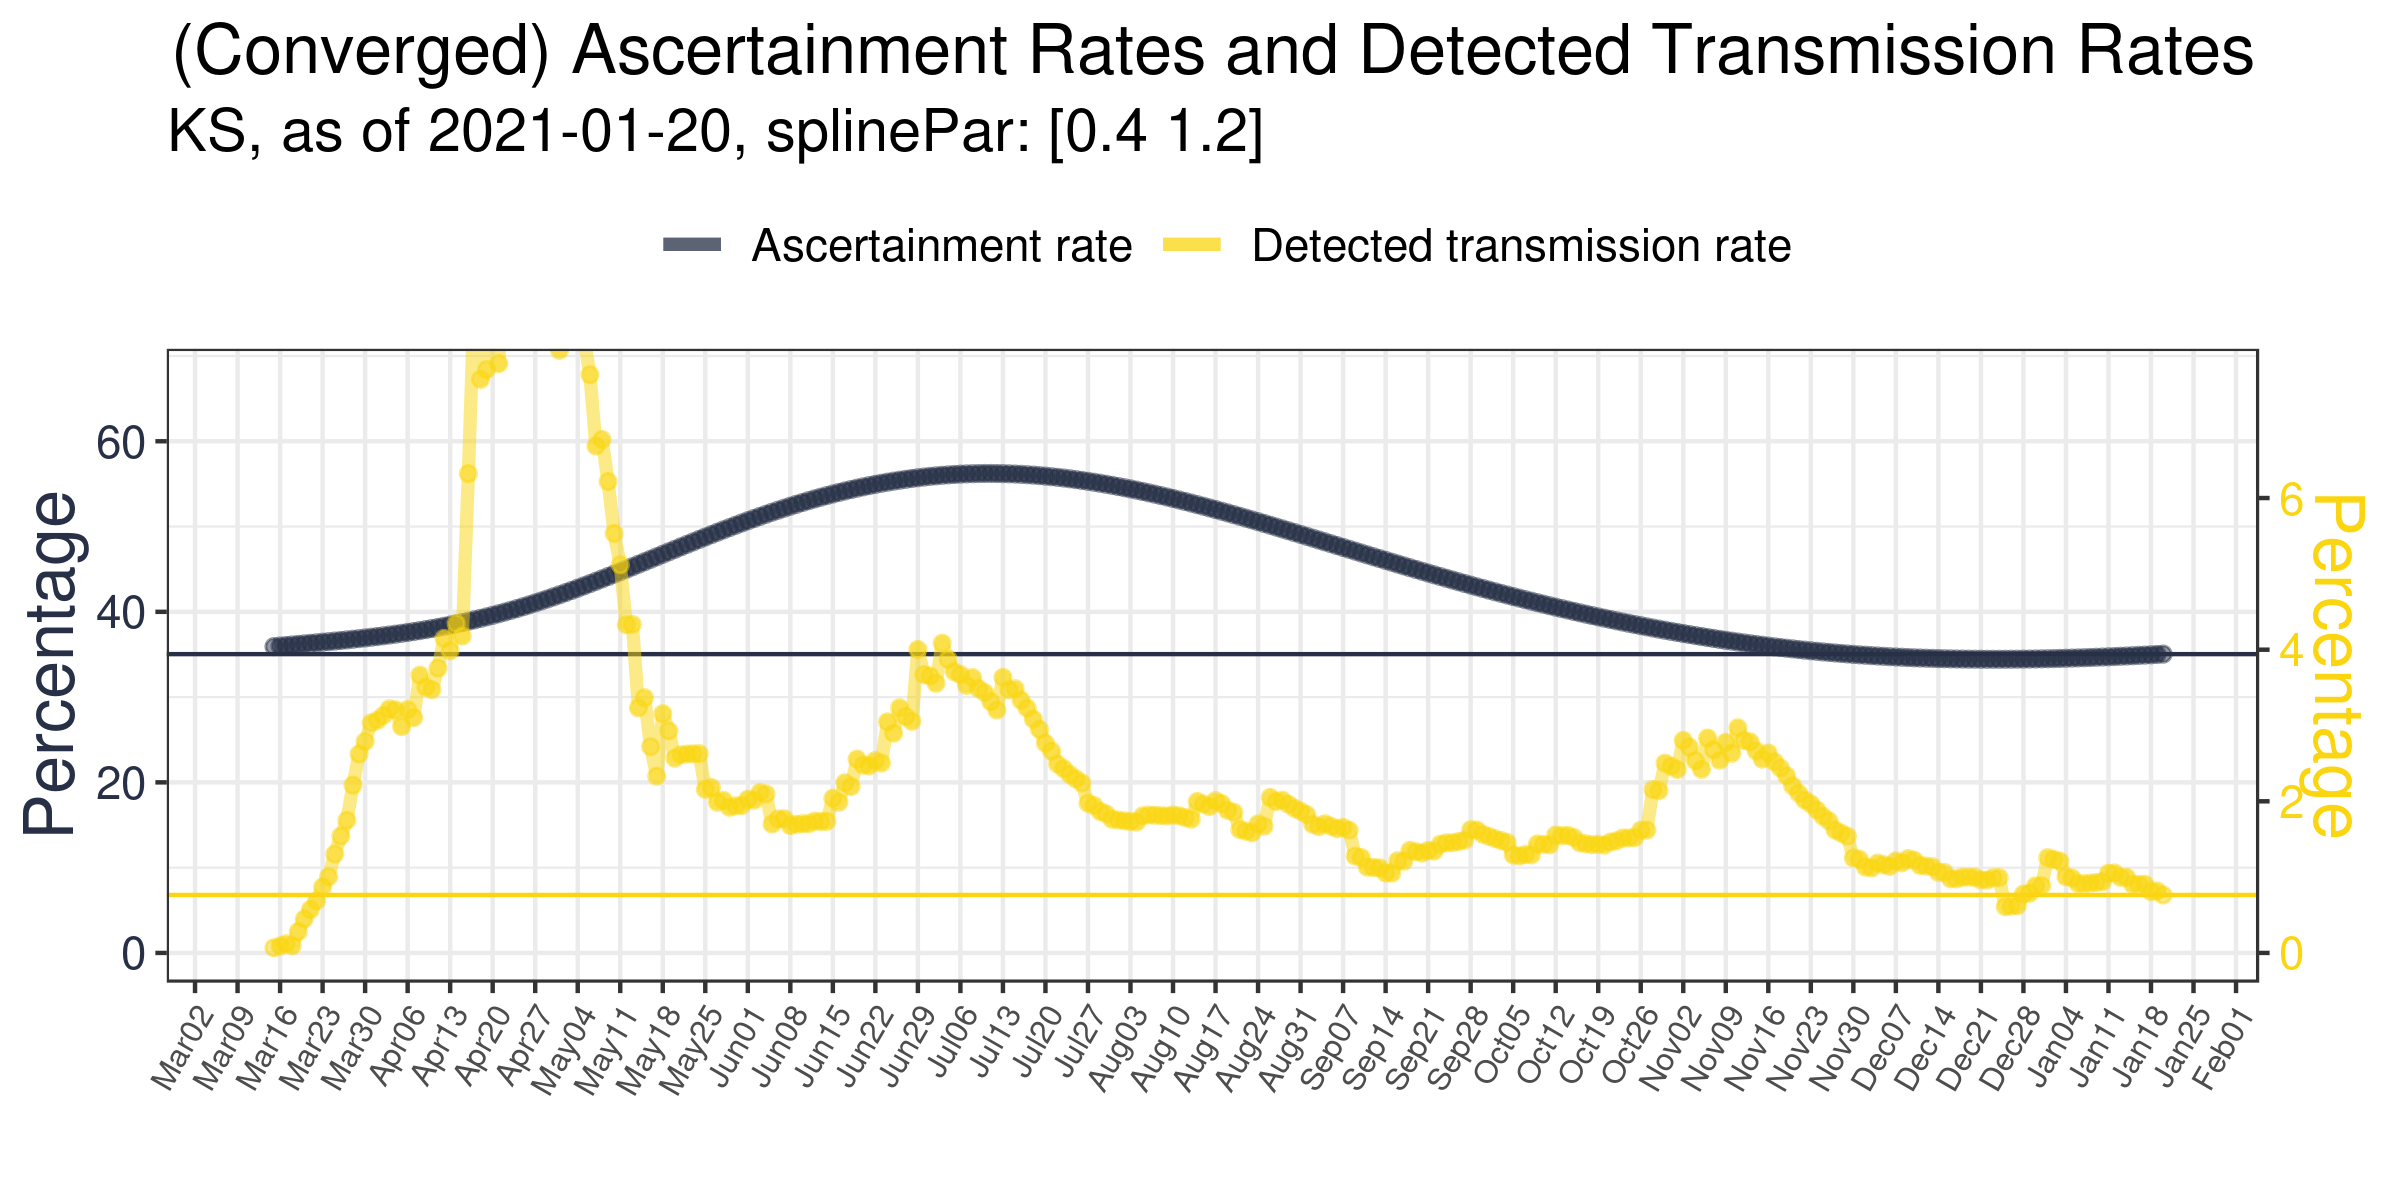 (Converged) Ascertainment Rates and Detected Transmission Rates
KS, as of 2021-01-20, splinePar: [0.4 1.2]
Ascertainment rate
Detected transmission rate
Percentage
60
40
20
0
6
4
2
0
Percentage
Mar02
Mar09
Mar16
Mar23
Mar30
Apr06
Apr13
Apr20
Apr27
May04
May11
May18
May25
Jun01
Jun08
Jun15
Jun22
Jun29
Jul06
Jul13
Jul20
Jul27
Aug03
Aug10
Aug17
Aug24
Aug31
Sep07
Sep14
Sep21
Sep28
Oct05
Oct12
Oct19
Oct26
Nov02
Nov09
Nov16
Nov23
Nov30
Dec07
Dec14
Dec21
Dec28
Jan04
Jan11
Jan18
Jan25
Feb01